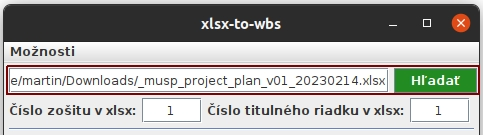 xlsx-to-wbs
Možnosti
e/martin/Downloads/_musp_project_plan_v01_20230214.xlsx Hľadať
Číslo zošitu v xlsx: 1 Číslo titulného riadku v xlsx: 1